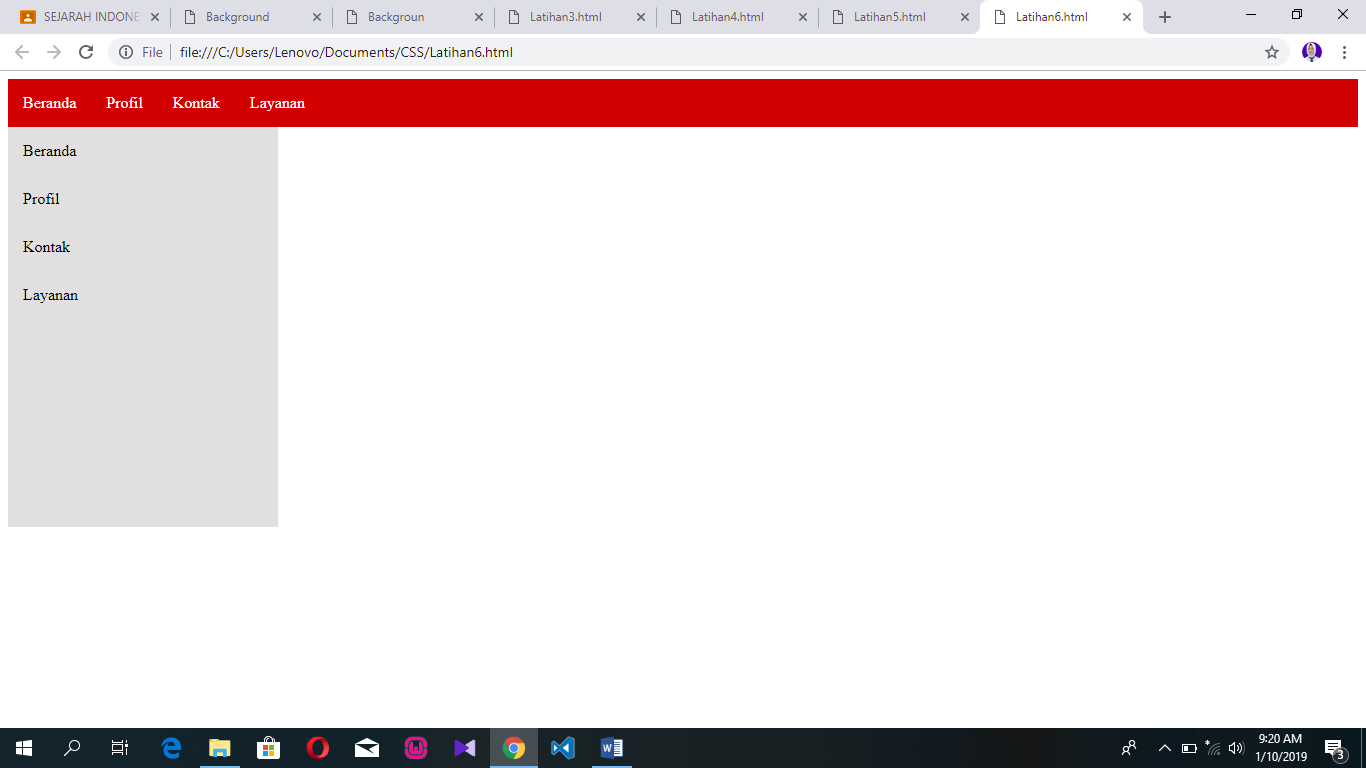 SEJARAH INDONE
Background
Backgroun
Latihan3.html
Latihan4.html
Latihan5.html
Latihan6.html
File file:///C:/Users/Lenovo/Documents/CSS/Latihan6.html
Beranda Profil Kontak Layanan
Beranda
Profil
Kontak
Layanan
9:20 AM
1/10/2019
3